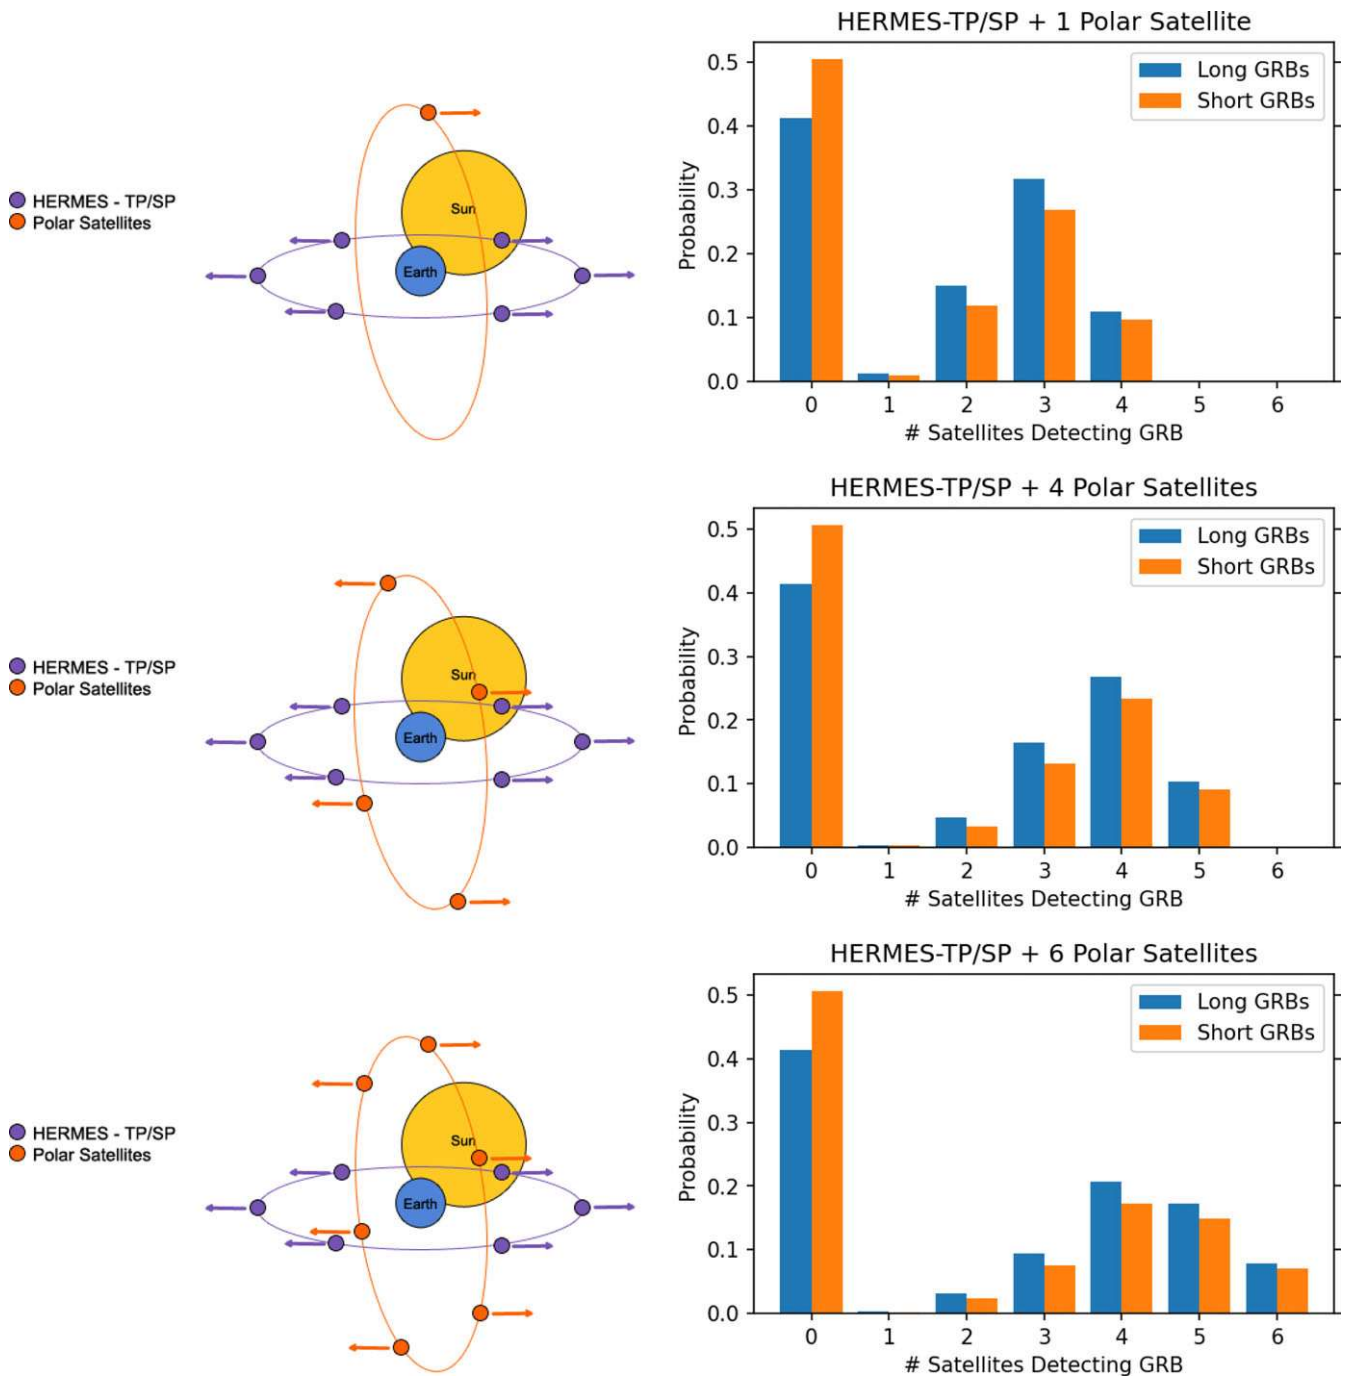 HERMES-TP/SP + 1 Polar Satellite
HERMES - TP/SP
Polar Satellites
Sun
Earth
Probability
0.5
0.4
0.3
0.2
0.1
0.0
Long GRBs
Short GRBs
0 1 2 3 4 5 6
# Satellites Detecting GRB
HERMES-TP/SP + 4 Polar Satellites
HERMES - TP/SP
Polar Satellites
Sun
Earth
Probability
0.5
0.4
0.3
0.2
0.1
0.0
Long GRBs
Short GRBs
0 1 2 3 4 5 6
# Satellites Detecting GRB
HERMES-TP/SP + 6 Polar Satellites
HERMES - TP/SP
Polar Satellites
Sun
Earth
Probability
0.5
0.4
0.3
0.2
0.1
0.0
Long GRBs
Short GRBs
0 1 2 3 4 5 6
# Satellites Detecting GRB